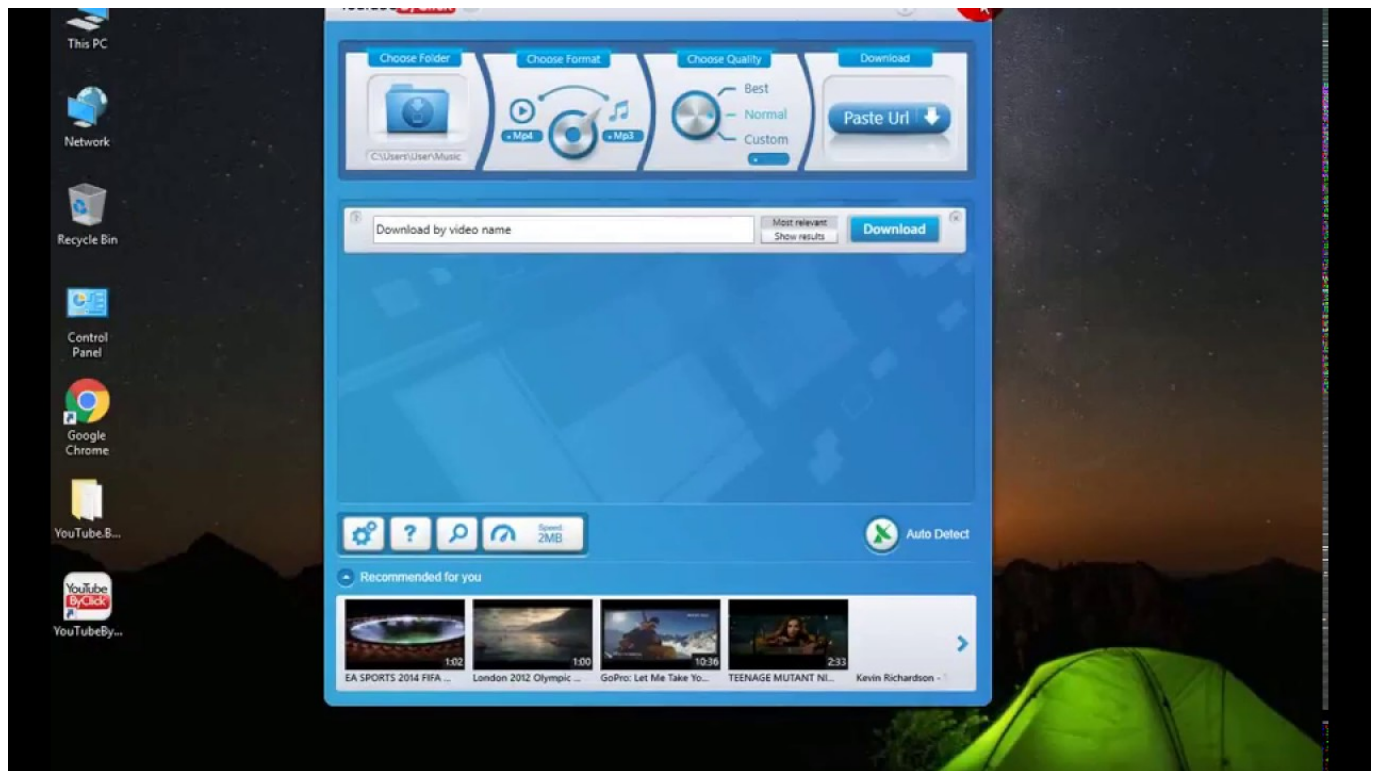 This PC
Network
Recycle Bin
Control
Panel
Google
Chrome
YouTube.B...
YouTube
ByClick
YouTubeBy...
YouTube ByClick
Choose Folder
C:\Users\User\Music
Choose Format
Mp4
Mp3
Choose Quality
Best
Normal
Custom
Download
Paste Url
Download by video name
Most relevant
Show results
Download
?
Speed:
2MB
Auto Detect
Recommended for you
1:02
EA SPORTS 2014 FIFA ...
1:00
London 2012 Olympic ...
10:36
GoPro: Let Me Take Yo...
2:33
TEENAGE MUTANT NI...
Kevin Richardson -